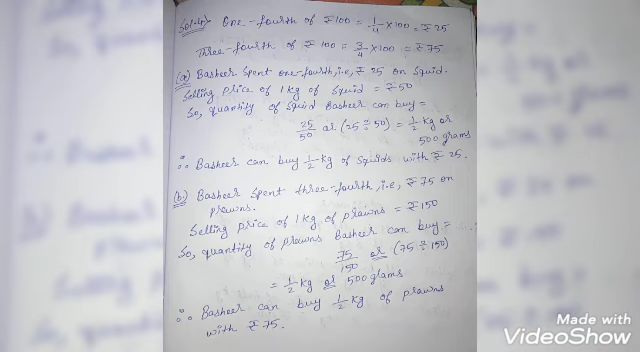 Sol-4) One-fourth of ₹100 = 1/4 × 100 = ₹25
Three-fourth of ₹100 = 3/4 × 100 = ₹75
(a) Basheer spent one-fourth, i.e, ₹25 on squid.
Selling price of 1 kg of squid = ₹50
So, quantity of squid Basheer can buy =
25/50 or (25 ÷ 50) = 1/2 kg or
500 grams
∴ Basheer can buy 1/2 kg of squids with ₹25.
(b) Basheer spent three-fourth, i.e, ₹75 on
prawns.
Selling price of 1 kg of prawns = ₹150
So, quantity of prawns Basheer can buy =
75/150 or (75 ÷ 150)
= 1/2 kg or 500 grams
∴ Basheer can buy 1/2 kg of prawns
with ₹75.
Made with
VideoShow